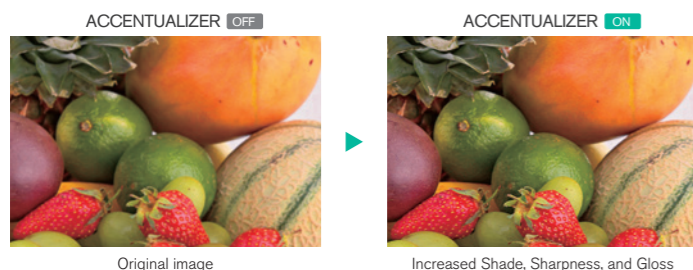 ACCENTUALIZER OFF
ACCENTUALIZER ON
Original image
Increased Shade, Sharpness, and Gloss